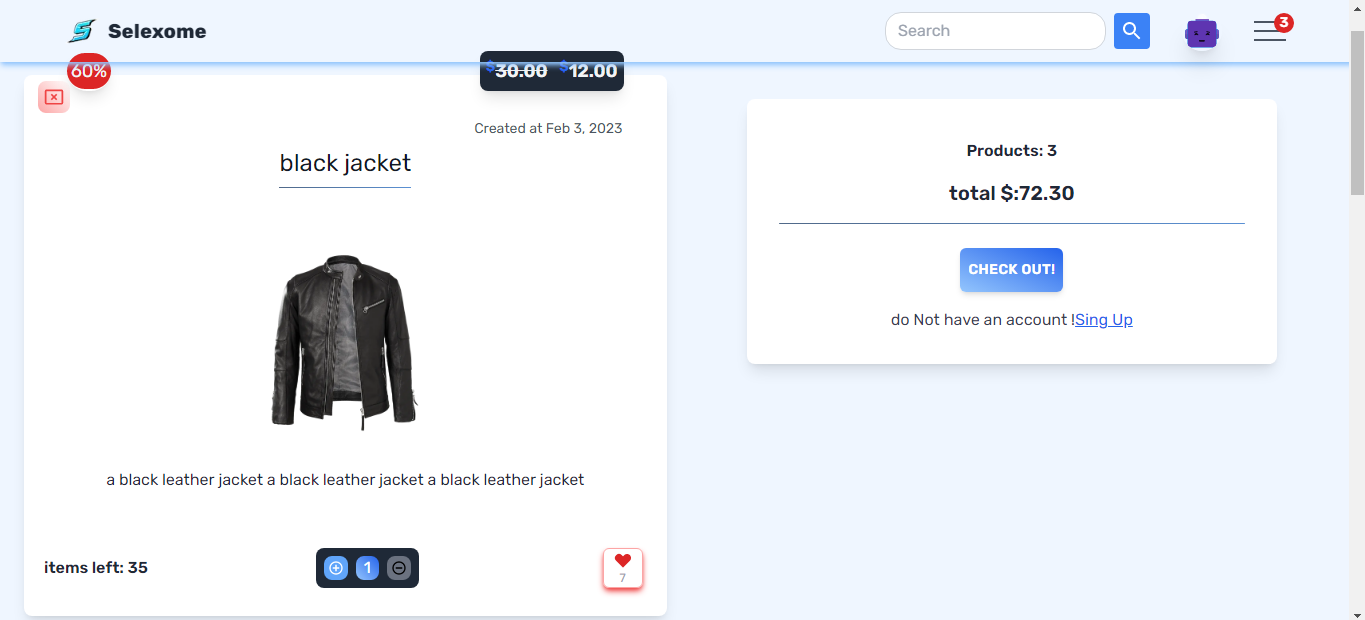 Selexome
Search
3
60%
$30.00 $12.00
Created at Feb 3, 2023
black jacket
a black leather jacket a black leather jacket a black leather jacket
items left: 35
1
7
Products: 3
total $:72.30
CHECK OUT!
do Not have an account !Sing Up